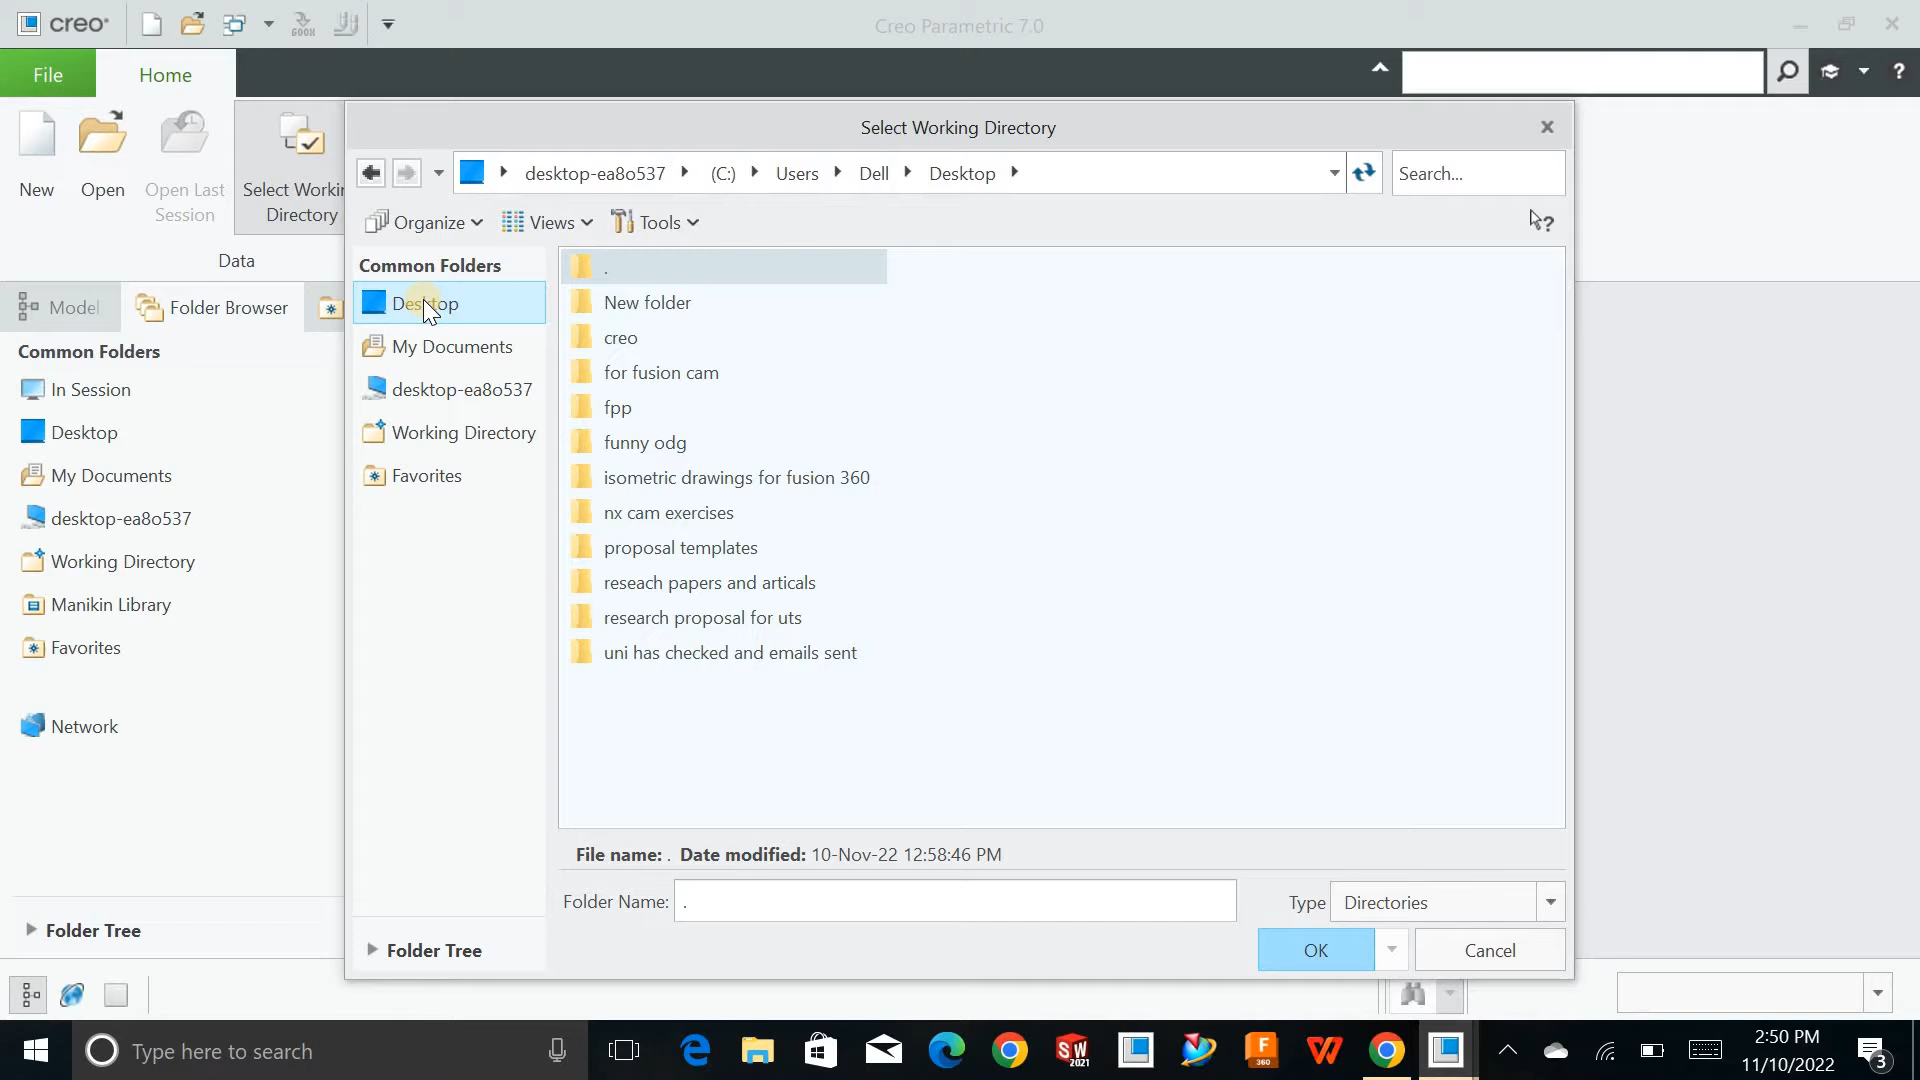 creo
Creo Parametric 7.0
File
Home
?
New
Open
Open Last
Session
Select Workin
Directory
Data
Select Working Directory
desktop-ea8o537
(C:)
Users
Dell
Desktop
Search...
Organize
Views
Tools
?
Common Folders
Desktop
My Documents
desktop-ea8o537
Working Directory
Favorites
Folder Tree
.
New folder
creo
for fusion cam
fpp
funny odg
isometric drawings for fusion 360
nx cam exercises
proposal templates
reseach papers and articals
research proposal for uts
uni has checked and emails sent
File name: . Date modified: 10-Nov-22 12:58:46 PM
Folder Name: .
Type Directories
OK
Cancel
Model
Folder Browser
Common Folders
In Session
Desktop
My Documents
desktop-ea8o537
Working Directory
Manikin Library
Favorites
Network
Folder Tree
Type here to search
SW
2021
F
360
2:50 PM
11/10/2022
3